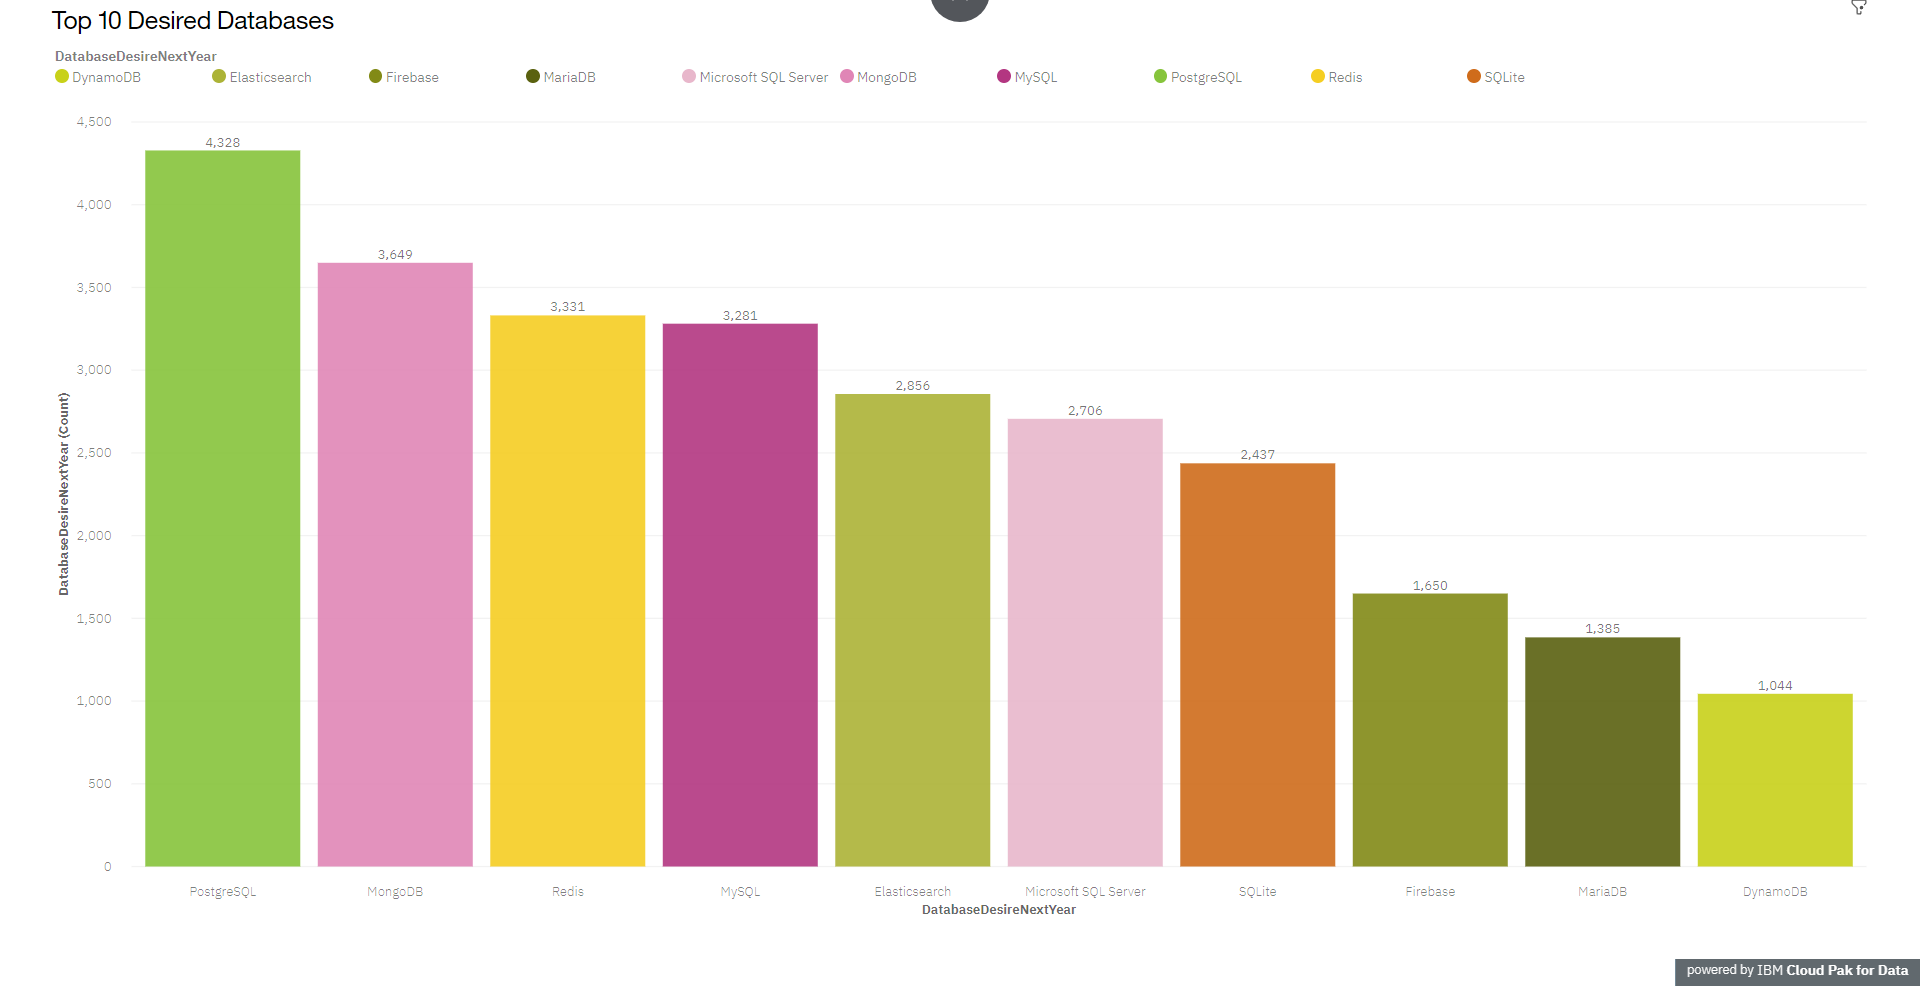 Top 10 Desired Databases
DatabaseDesireNextYear
DynamoDB Elasticsearch Firebase MariaDB Microsoft SQL Server MongoDB MySQL PostgreSQL Redis SQLite
4,500
4,000
3,500
3,000
2,500
2,000
1,500
1,000
500
0
DatabaseDesireNextYear (Count)
4,328
3,649
3,331
3,281
2,856
2,706
2,437
1,650
1,385
1,044
PostgreSQL MongoDB Redis MySQL Elasticsearch Microsoft SQL Server SQLite Firebase MariaDB DynamoDB
DatabaseDesireNextYear
powered by IBM Cloud Pak for Data